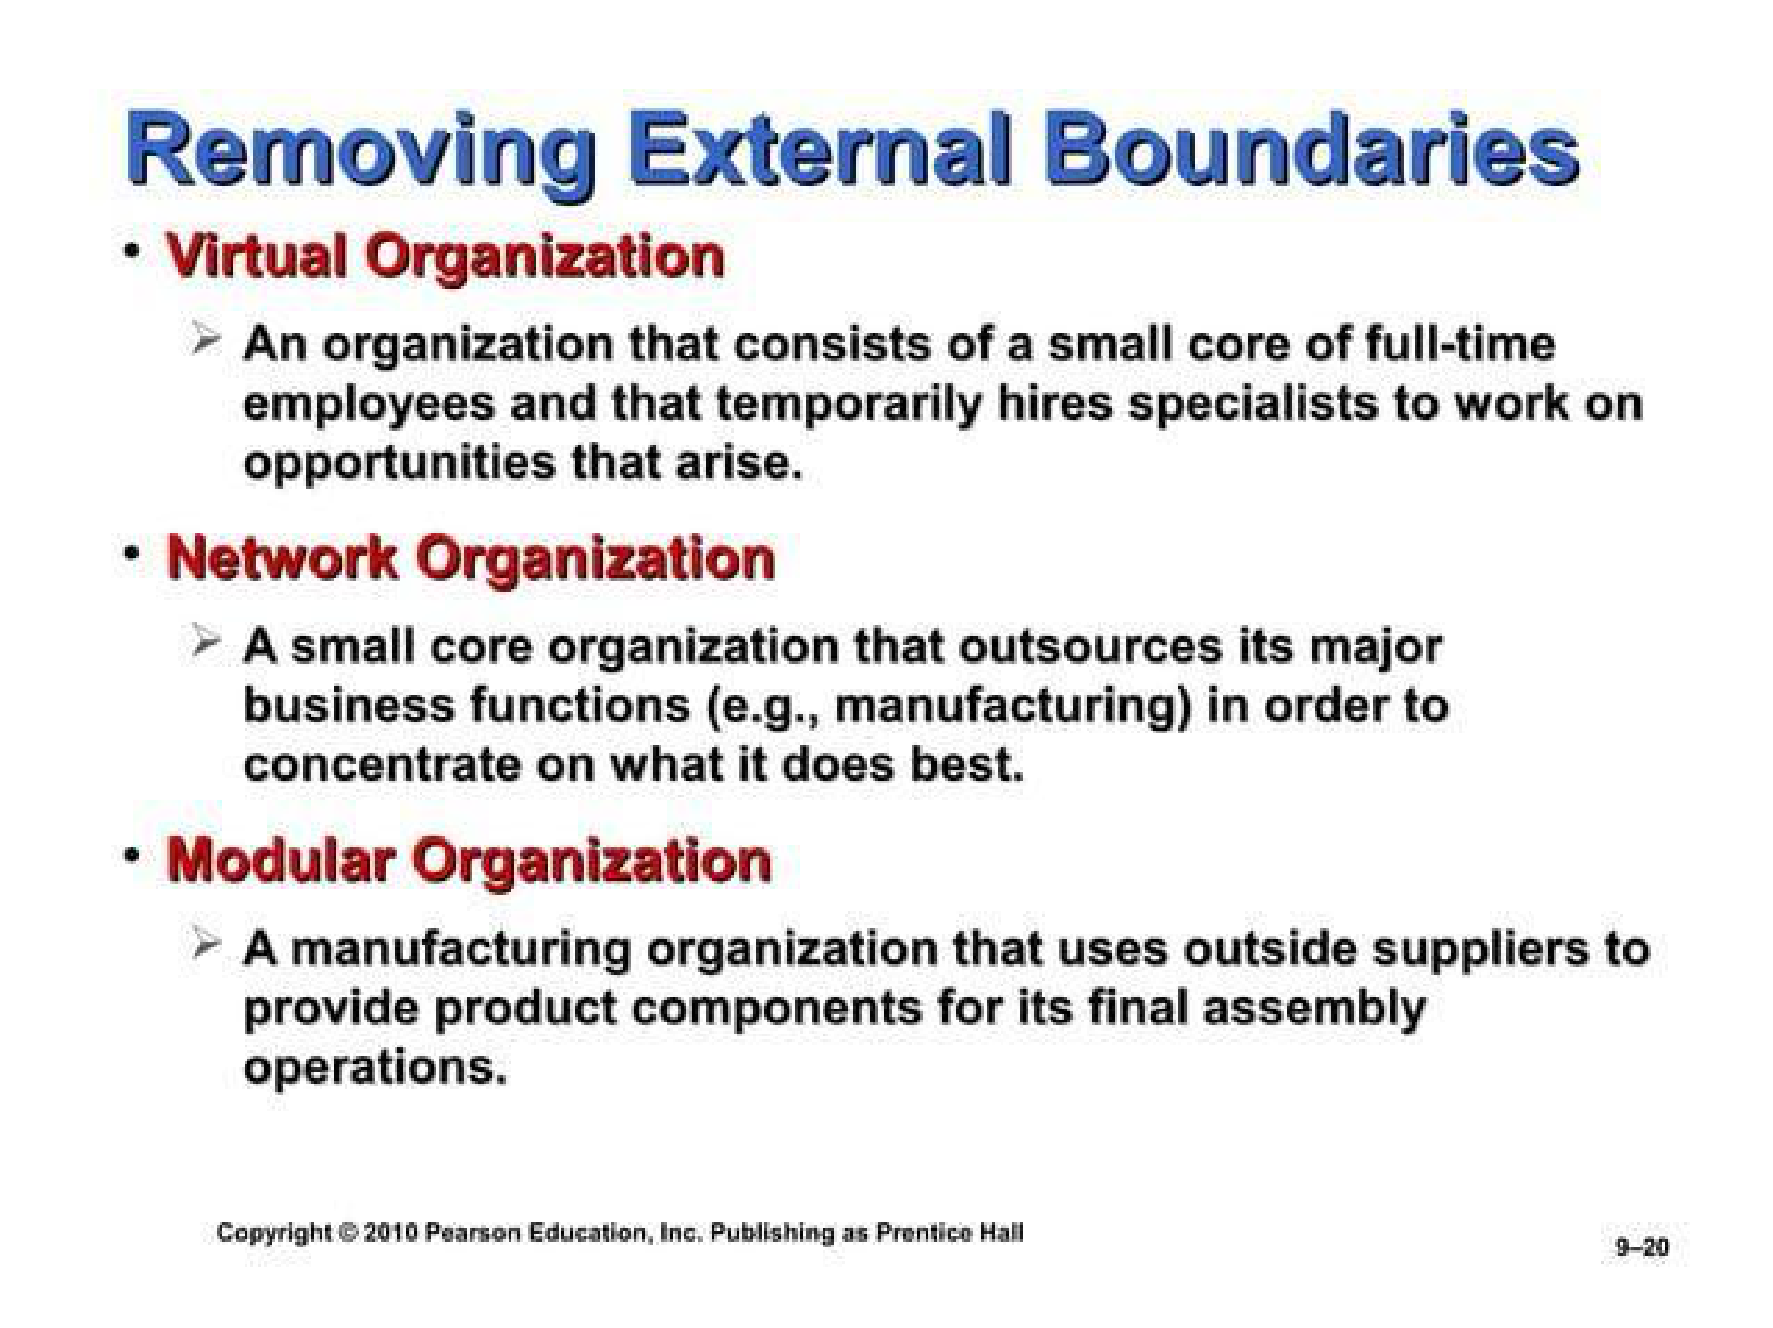 Removing External Boundaries
• Virtual Organization
➢ An organization that consists of a small core of full-time
employees and that temporarily hires specialists to work on
opportunities that arise.
• Network Organization
➢ A small core organization that outsources its major
business functions (e.g., manufacturing) in order to
concentrate on what it does best.
• Modular Organization
➢ A manufacturing organization that uses outside suppliers to
provide product components for its final assembly
operations.
Copyright © 2010 Pearson Education, Inc. Publishing as Prentice Hall
9–20